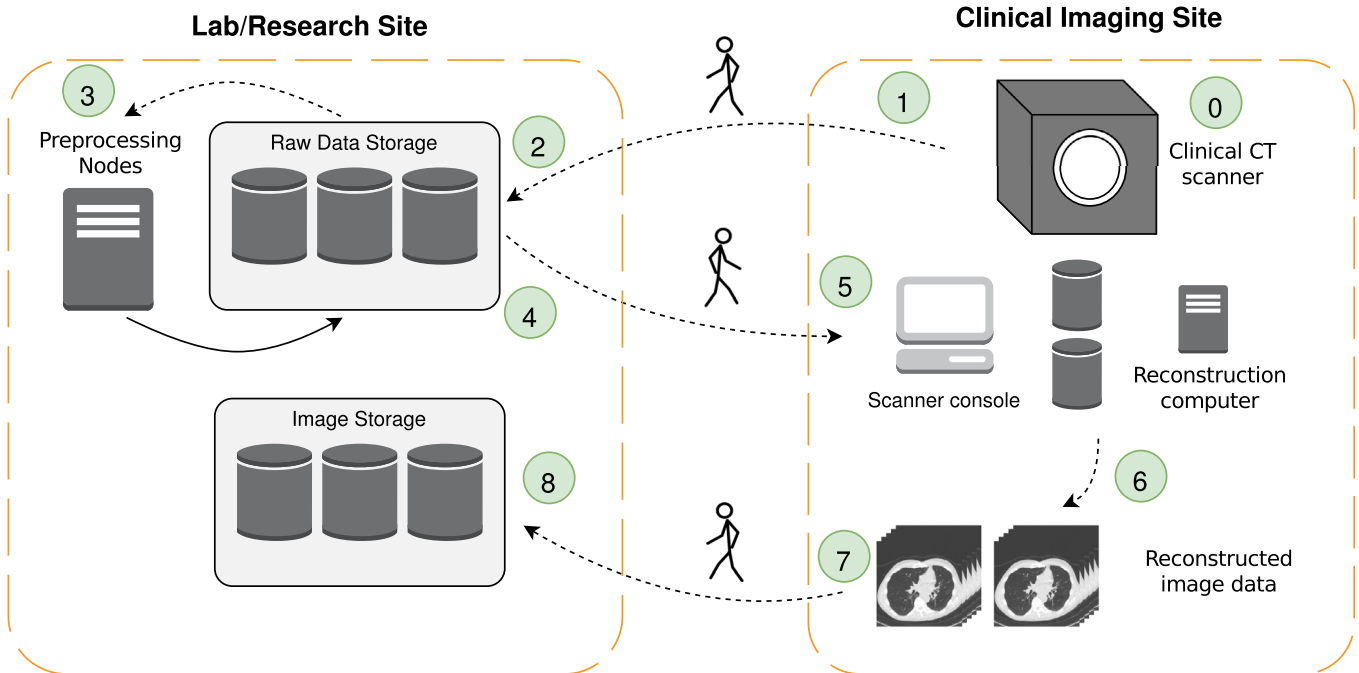 Lab/Research Site
Clinical Imaging Site
3
Preprocessing
Nodes
Raw Data Storage
2
1
0
Clinical CT
scanner
4
5
Scanner console
Reconstruction
computer
Image Storage
8
6
7
Reconstructed
image data